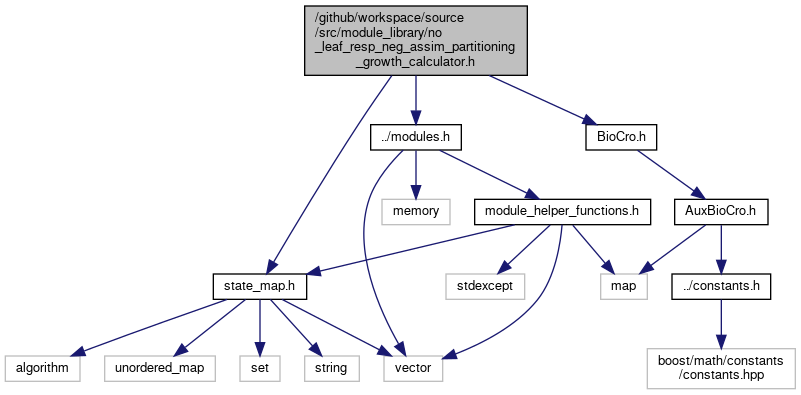 /github/workspace/source
/src/module_library/no
_leaf_resp_neg_assim_partitioning
_growth_calculator.h
../modules.h
BioCro.h
memory
module_helper_functions.h
AuxBioCro.h
state_map.h
stdexcept
map
../constants.h
algorithm
unordered_map
set
string
vector
boost/math/constants
/constants.hpp